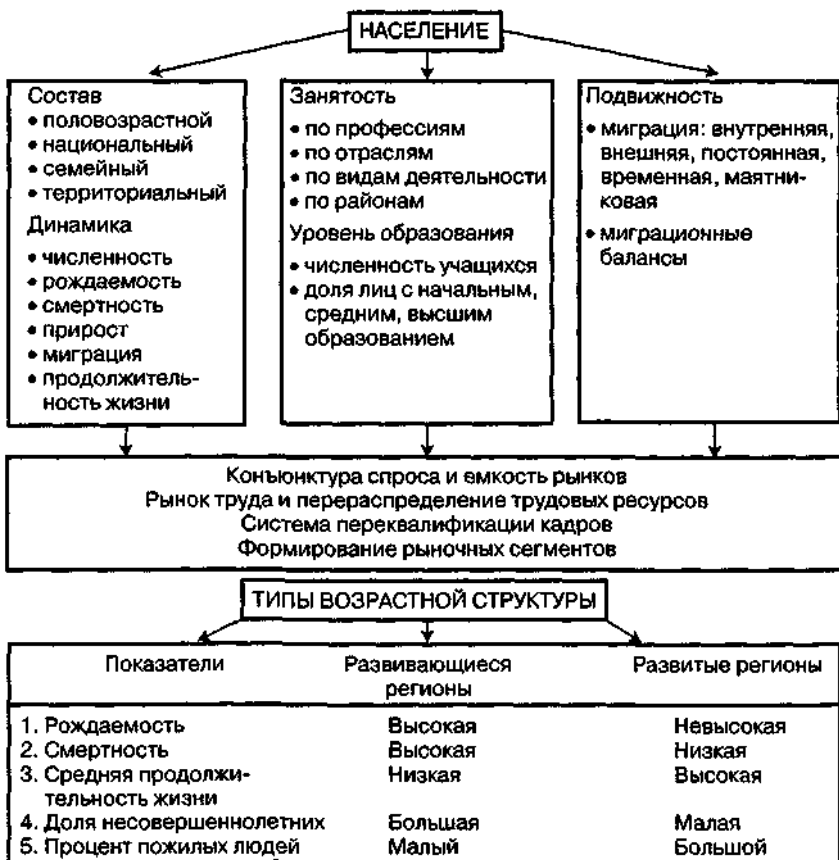 НАСЕЛЕНИЕ
Состав
• половозрастной
• национальный
• семейный
• территориальный
Динамика
• численность
• рождаемость
• смертность
• прирост
• миграция
• продолжитель-
ность жизни
Занятость
• по профессиям
• по отраслям
• по видам деятельности
• по районам
Уровень образования
• численность учащихся
• доля лиц с начальным,
средним, высшим
образованием
Подвижность
• миграция: внутренняя,
внешняя, постоянная,
временная, маятни-
ковая
• миграционные
балансы
Конъюнктура спроса и емкость рынков
Рынок труда и перераспределение трудовых ресурсов
Система переквалификации кадров
Формирование рыночных сегментов
ТИПЫ ВОЗРАСТНОЙ СТРУКТУРЫ
Показатели Развивающиеся Развитые регионы
регионы
1. Рождаемость Высокая Невысокая
2. Смертность Высокая Низкая
3. Средняя продолжи- Низкая Высокая
тельность жизни
4. Доля несовершеннолетних Большая Малая
5. Процент пожилых людей Малый Большой